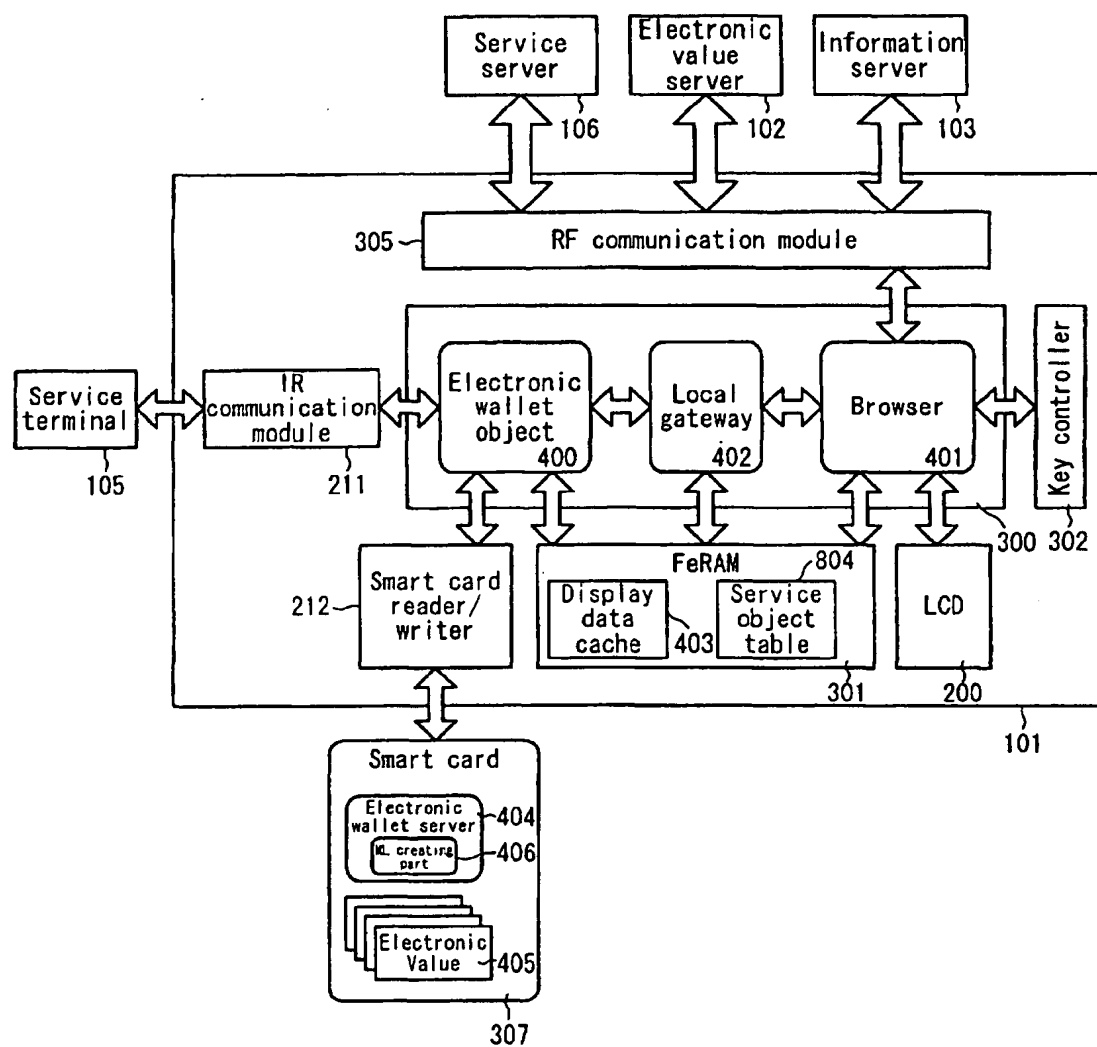 Service
server
106
Electronic
value server
102
Information
server
103
305
RF communication module
Service
terminal
105
IR
communication
module
211
Electronic
wallet
object
400
Local
gateway
402
Browser
401
Key controller
302
300
212
Smart card
reader/
writer
FeRAM
804
Display
data
cache
403
Service
object
table
301
LCD
200
101
Smart card
Electronic
wallet server
404
ML creating
part
406
Electronic
Value
405
307